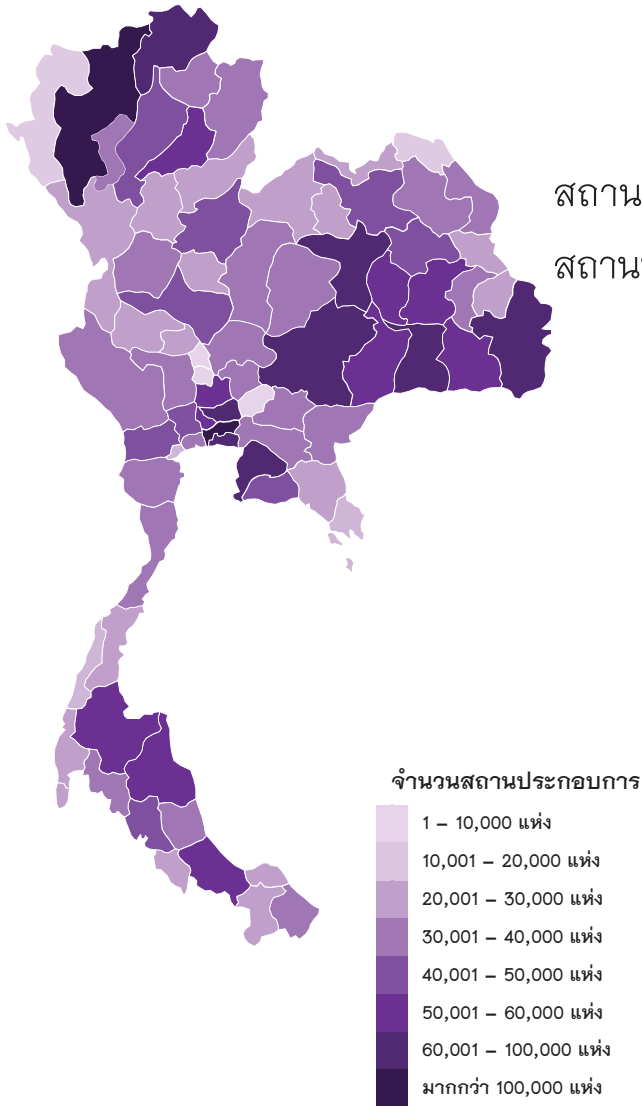 สถาน
สถาน
จำนวนสถานประกอบการ
1 – 10,000 แห่ง
10,001 – 20,000 แห่ง
20,001 – 30,000 แห่ง
30,001 – 40,000 แห่ง
40,001 – 50,000 แห่ง
50,001 – 60,000 แห่ง
60,001 – 100,000 แห่ง
มากกว่า 100,000 แห่ง